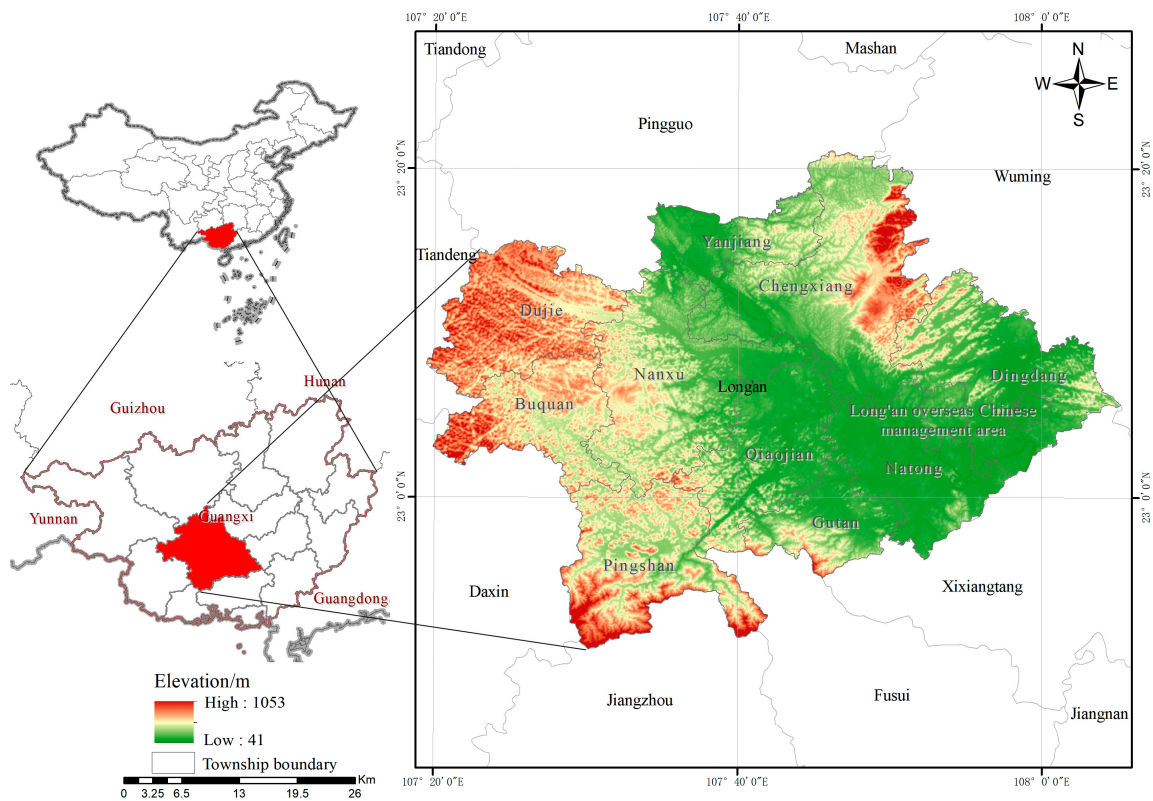 107° 20′ 0″E
107° 40′ 0″E
108° 0′ 0″E
Tiandong
Mashan
N
W
E
S
Pingguo
23° 20′ 0″N
23° 20′ 0″N
Wuming
Tiandeng
Yanjiang
Chengxiang
Dujie
Nanxu
Longan
Dingdang
Buquan
Long'an overseas Chinese
management area
Qiaojian
Natong
23° 0′ 0″N
23° 0′ 0″N
Gutan
Pingshan
Daxin
Xixiangtang
Jiangzhou
Fusui
Jiangnan
107° 20′ 0″E
107° 40′ 0″E
108° 0′ 0″E
Hunan
Guizhou
Yunnan
Guangxi
Guangdong
Elevation/m
High : 1053
Low : 41
Township boundary
Km
0 3.25 6.5 13 19.5 26